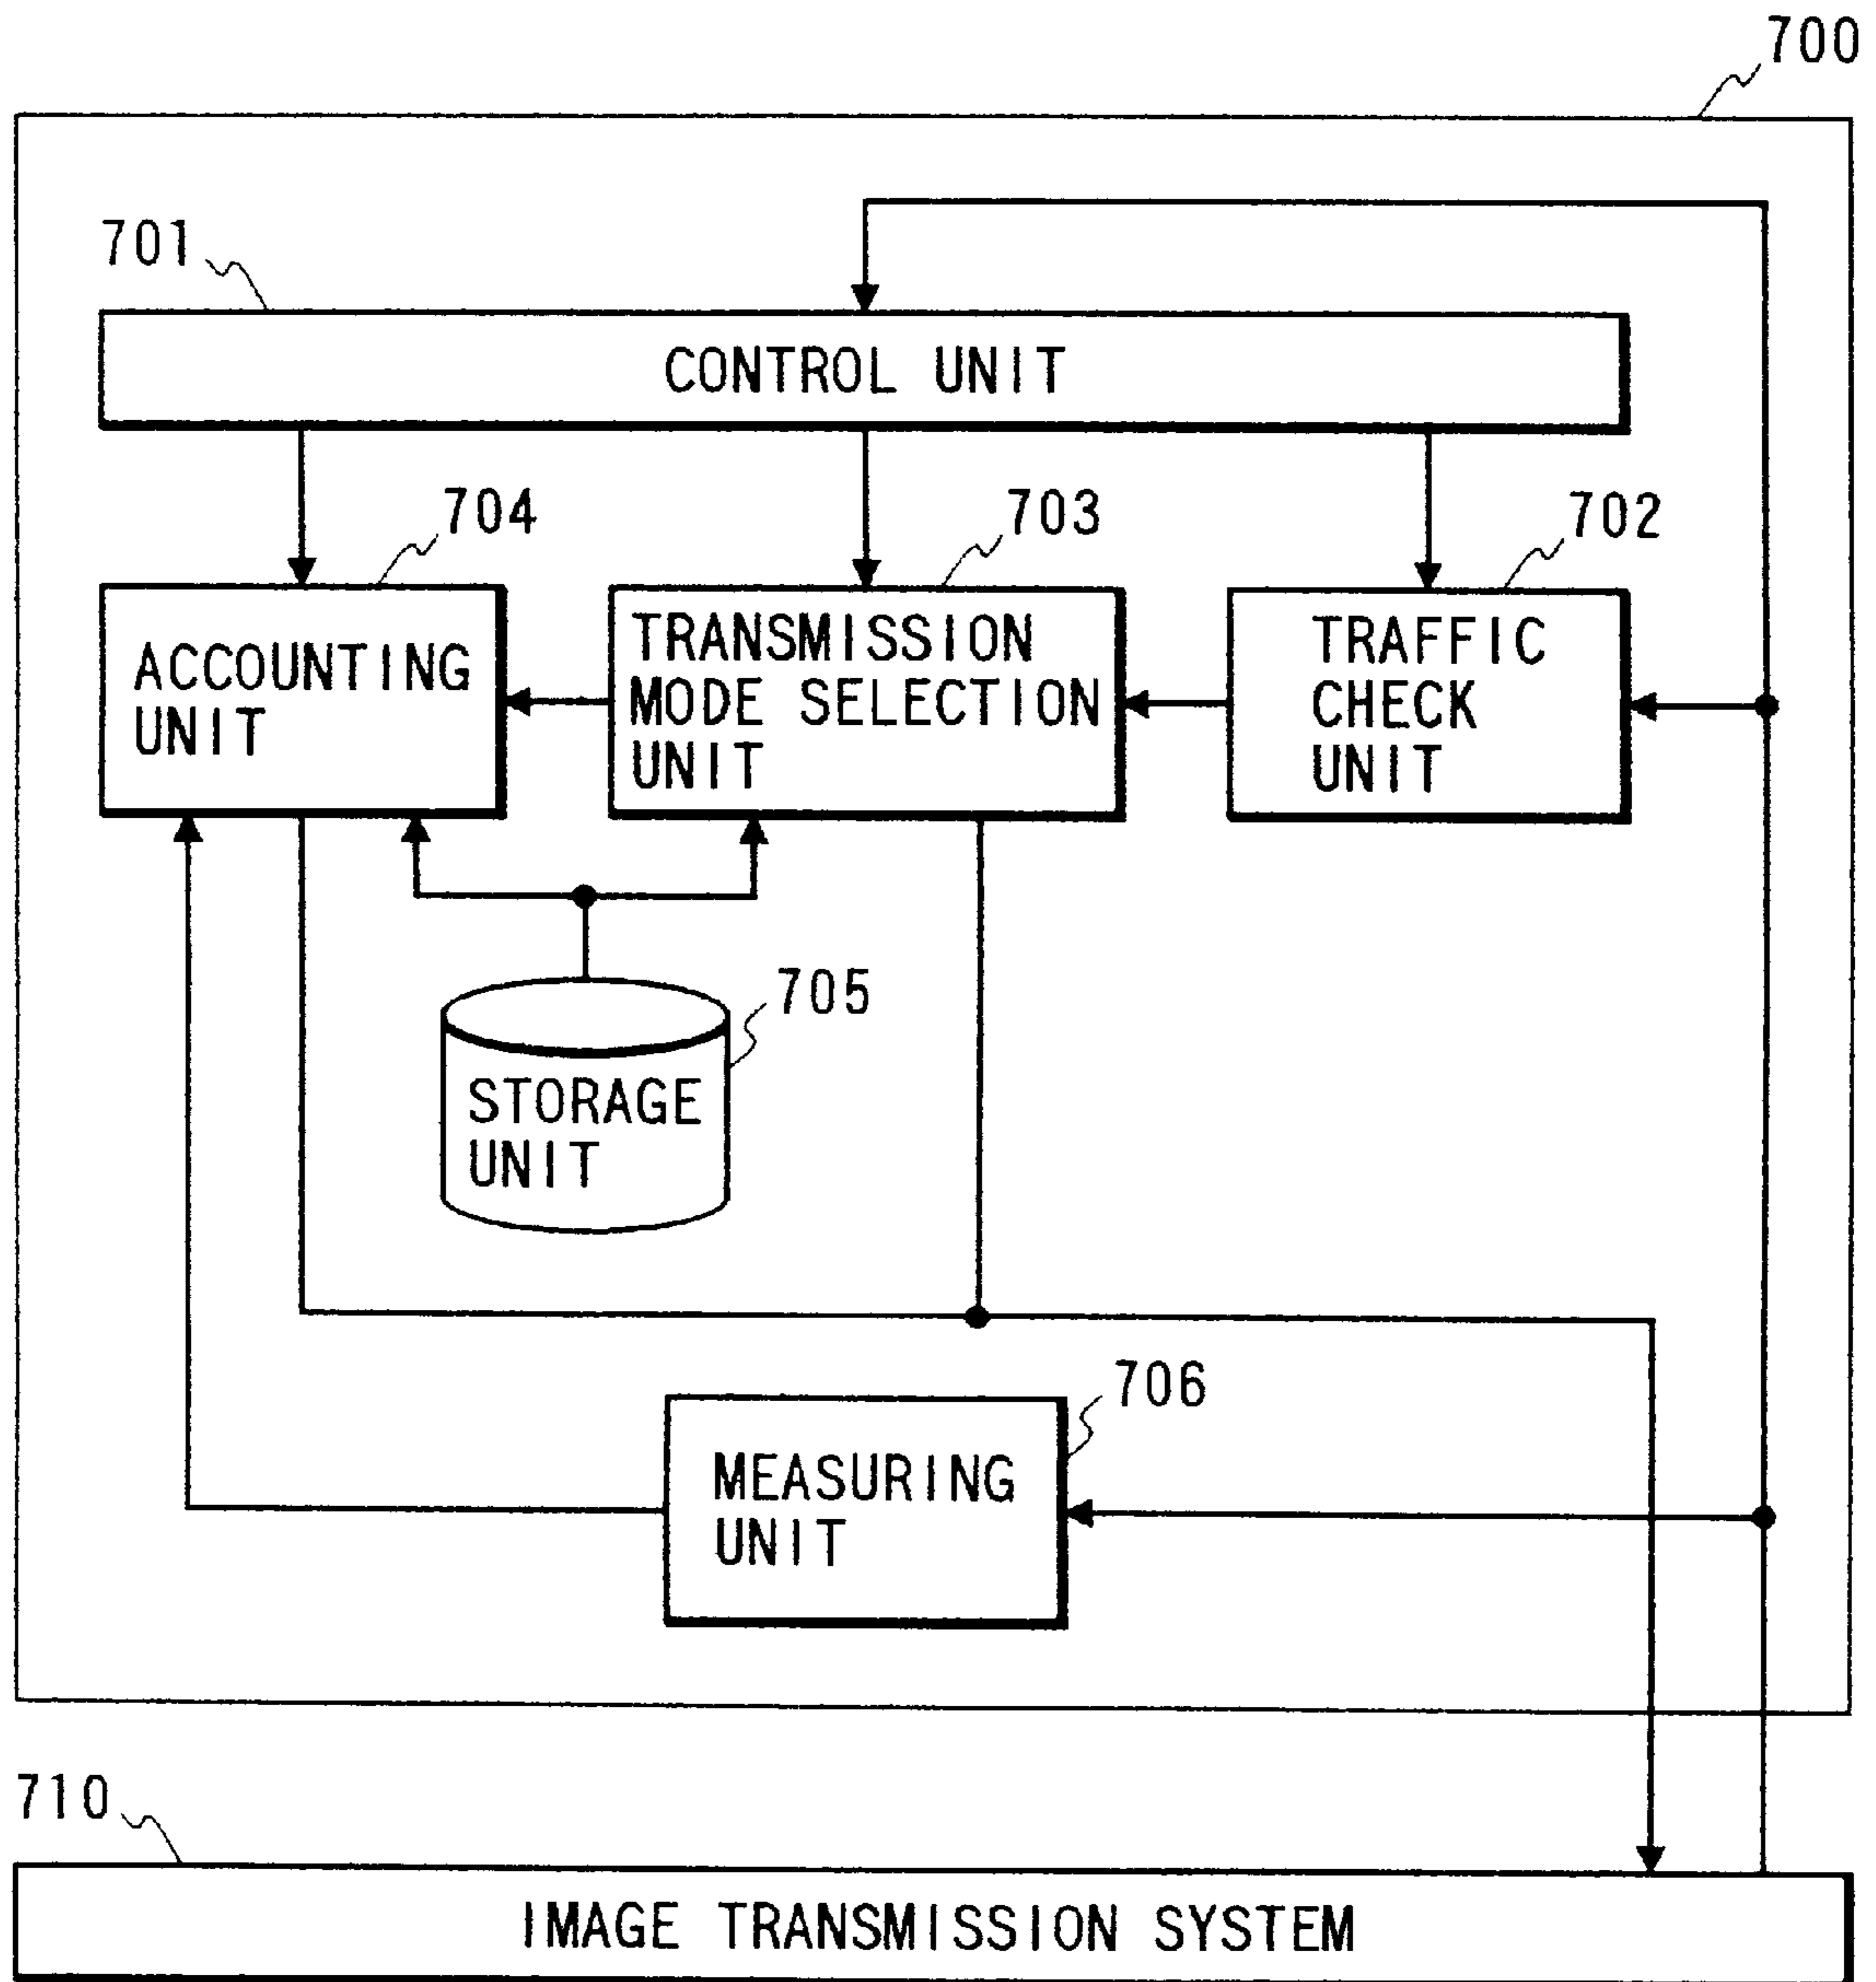 700
701
CONTROL UNIT
704
703
702
ACCOUNTING
UNIT
TRANSMISSION
MODE SELECTION
UNIT
TRAFFIC
CHECK
UNIT
705
STORAGE
UNIT
706
MEASURING
UNIT
710
IMAGE TRANSMISSION SYSTEM